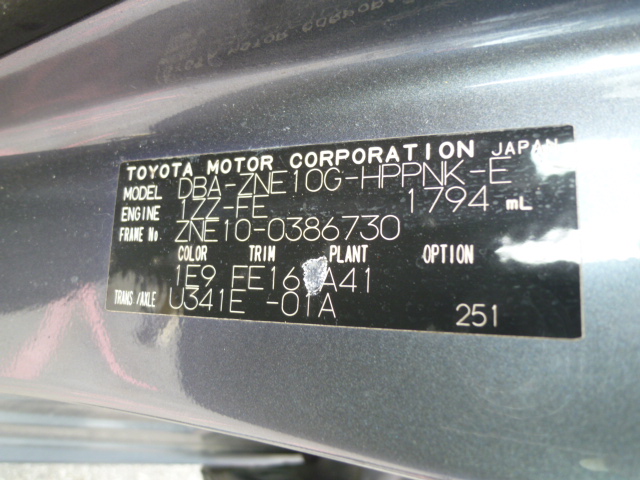 TOYOTA MOTOR CORPORATION JAPAN
MODEL DBA-ZNE10G-HPPNK-E
ENGINE 1ZZ-FE 1794 mL
FRAME No ZNE10-0386730
COLOR TRIM PLANT OPTION
1E9 A41
TRANS/AXLE U341E -01A
251